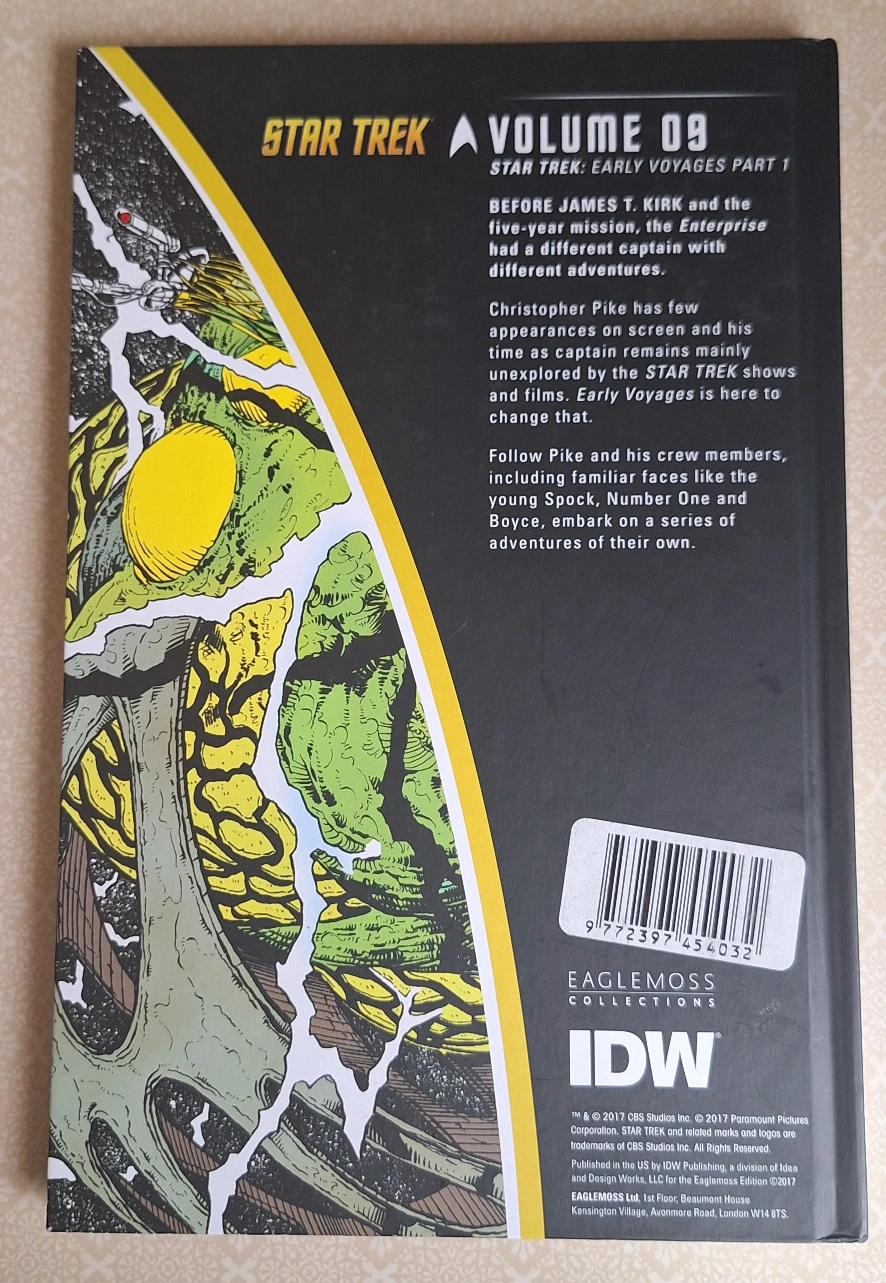 STAR TREK VOLUME 09
STAR TREK: EARLY VOYAGES PART 1
BEFORE JAMES T. KIRK and the
five-year mission, the Enterprise
had a different captain with
different adventures.
Christopher Pike has few
appearances on screen and his
time as captain remains mainly
unexplored by the STAR TREK shows
and films. Early Voyages is here to
change that.
Follow Pike and his crew members,
including familiar faces like the
young Spock, Number One and
Boyce, embark on a series of
adventures of their own.
9 772397 454032
EAGLEMOSS
COLLECTIONS
IDW®
™ & © 2017 CBS Studios Inc. © 2017 Paramount Pictures
Corporation. STAR TREK and related marks and logos are
trademarks of CBS Studios Inc. All Rights Reserved.
Published in the US by IDW Publishing, a division of Idea
and Design Works, LLC for the Eaglemoss Edition ©2017
EAGLEMOSS Ltd, 1st Floor, Beaumont House
Kensington Village, Avonmore Road, London W14 8TS.